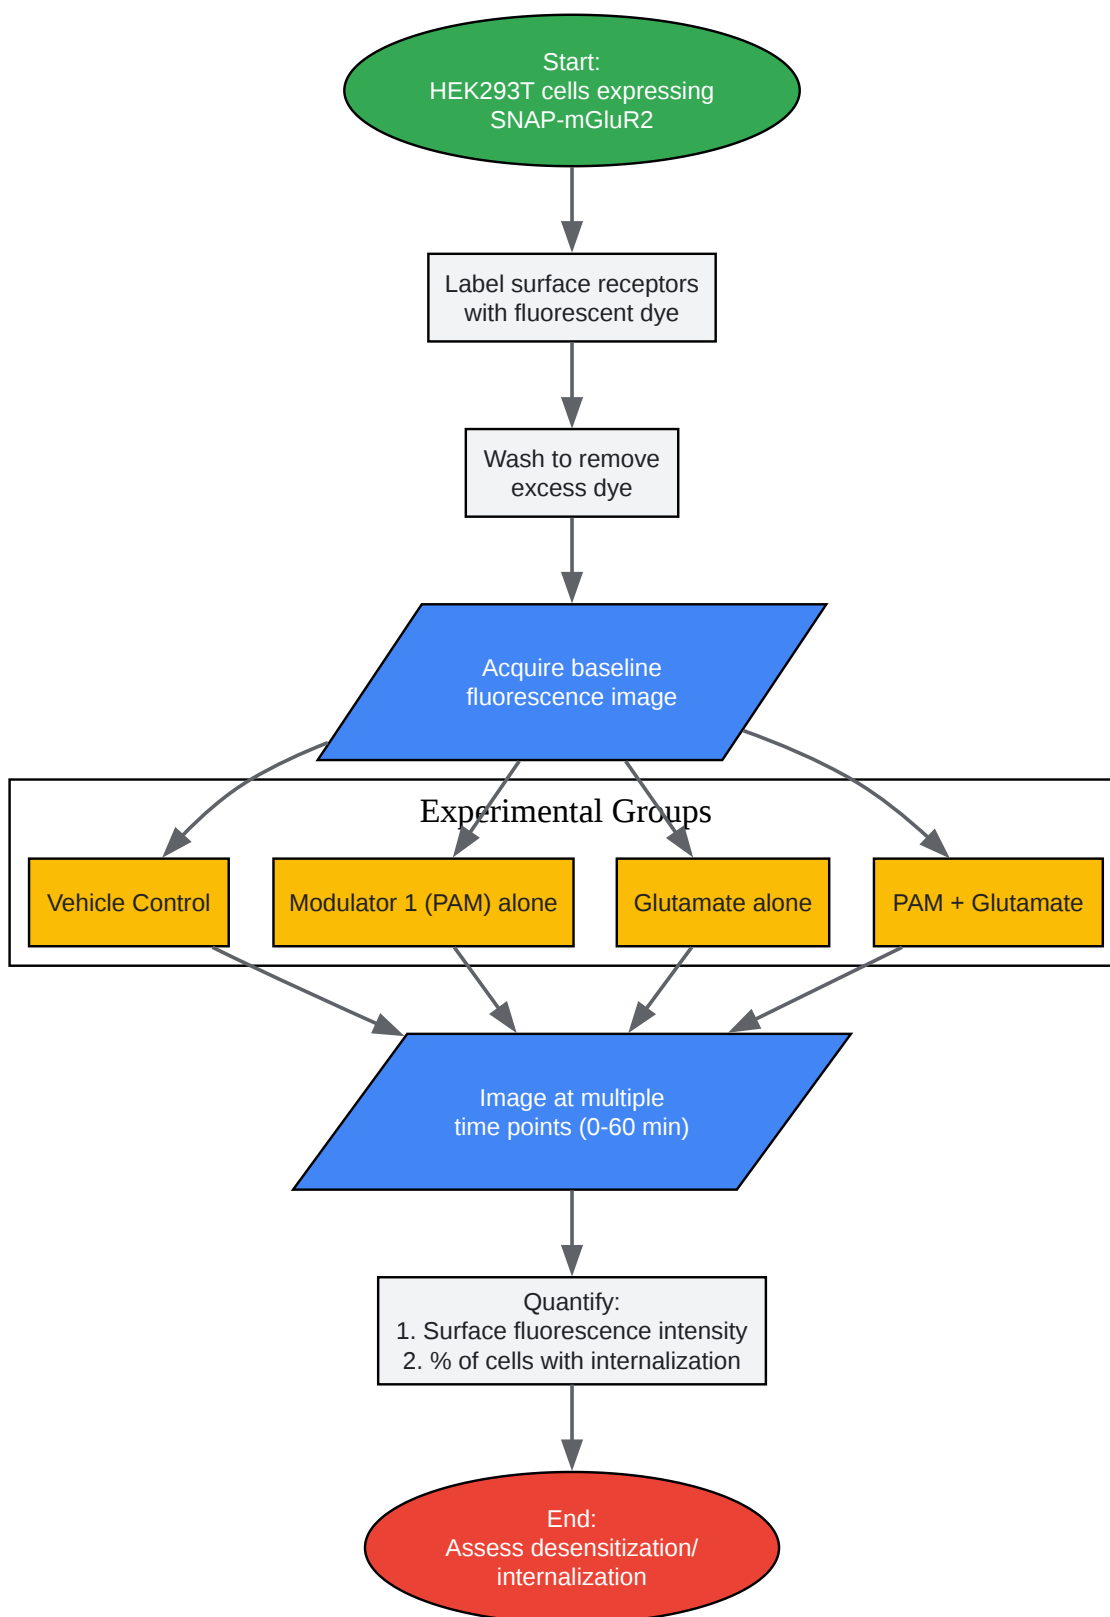 Start:
HEK293T cells expressing
SNAP-mGluR2
Label surface receptors
with fluorescent dye
Wash to remove
excess dye
Acquire baseline
fluorescence image
Experimental Groups
Vehicle Control
Modulator 1 (PAM) alone
Glutamate alone
PAM + Glutamate
Image at multiple
time points (0-60 min)
Quantify:
1. Surface fluorescence intensity
2. % of cells with internalization
End:
Assess desensitization/
internalization